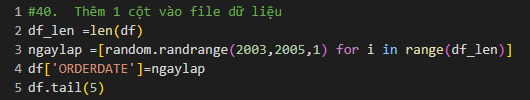 1 #40.  Thêm 1 cột vào file dữ liệu
2 df_len =len(df)
3 ngaylap =[random.randrange(2003,2005,1) for i in range(df_len)]
4 df['ORDERDATE']=ngaylap
5 df.tail(5)